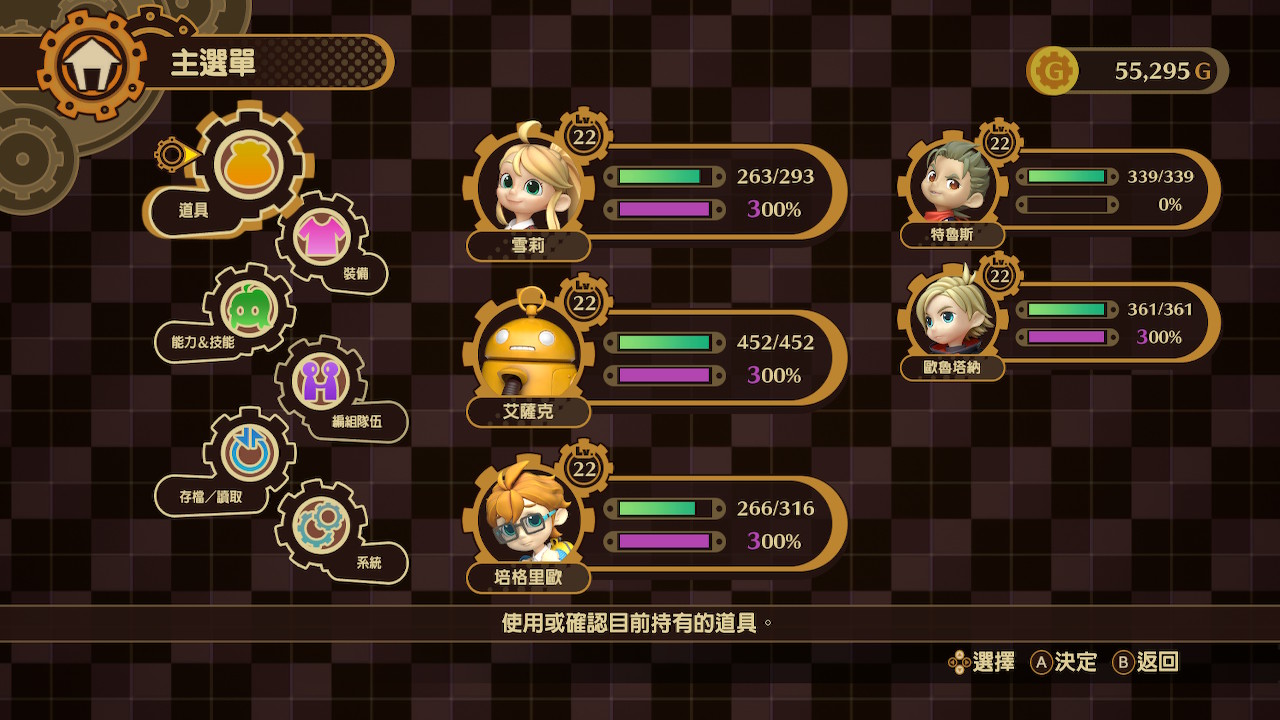 主選單
55,295 G
G
道具
裝備
能力&技能
編組隊伍
存檔／讀取
系統
Lv. 22
263/293
300%
雪莉
Lv. 22
452/452
300%
艾薩克
Lv. 22
266/316
300%
培格里歐
Lv. 22
339/339
0%
特魯斯
Lv. 22
361/361
300%
歐魯塔納
使用或確認目前持有的道具。
選擇 A決定 B返回